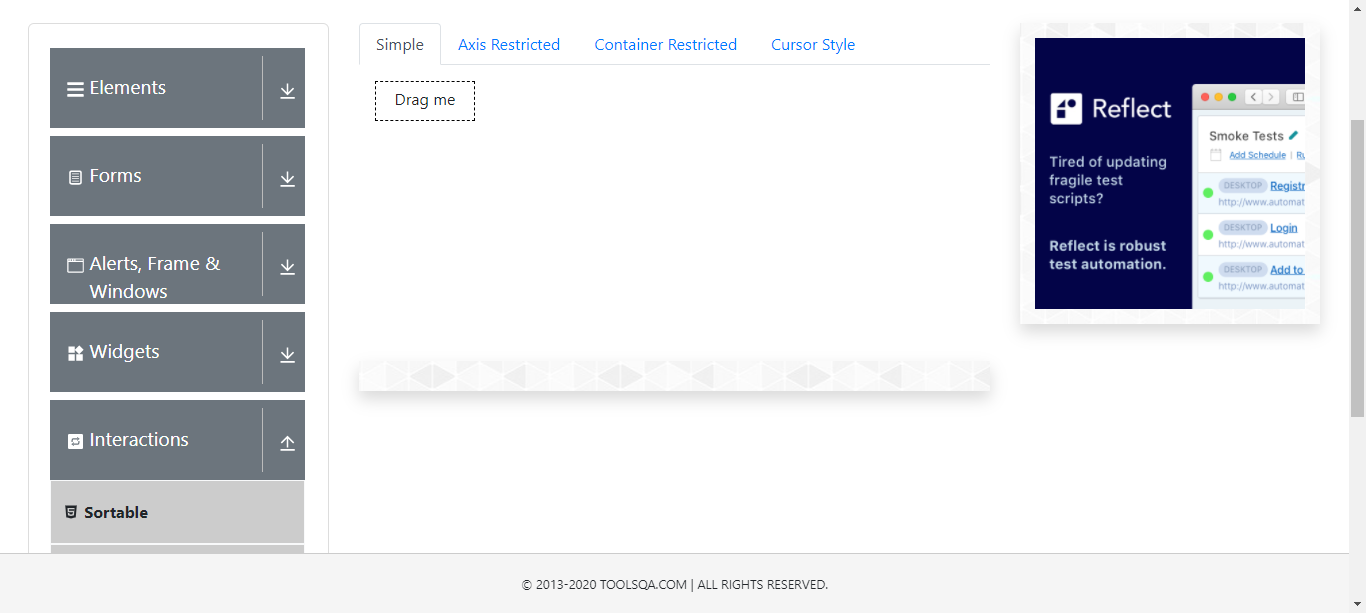 Elements
Forms
Alerts, Frame &
Windows
Widgets
Interactions
Sortable
Simple
Axis Restricted
Container Restricted
Cursor Style
Drag me
Reflect
Tired of updating
fragile test
scripts?
Reflect is robust
test automation.
Smoke Tests
Add Schedule | Ru
DESKTOP Registr
http://www.automat
DESKTOP Login
http://www.automat
DESKTOP Add to
http://www.automat
© 2013-2020 TOOLSQA.COM | ALL RIGHTS RESERVED.